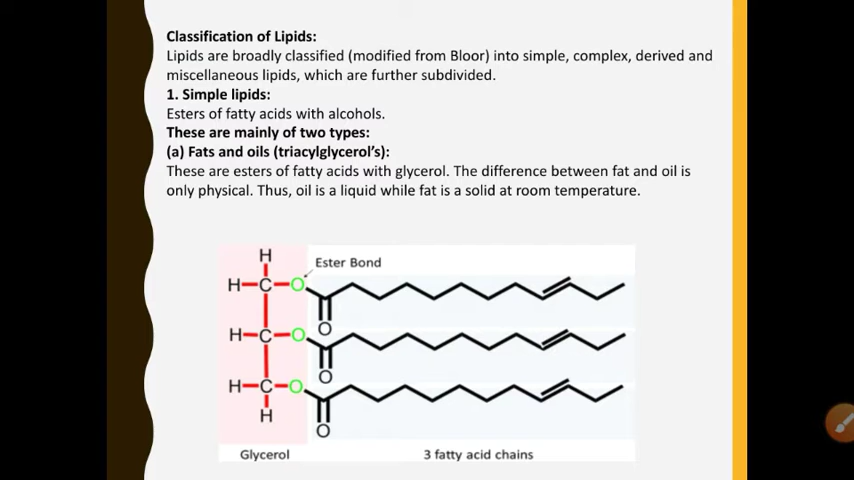 Classification of Lipids:
Lipids are broadly classified (modified from Bloor) into simple, complex, derived and
miscellaneous lipids, which are further subdivided.
1. Simple lipids:
Esters of fatty acids with alcohols.
These are mainly of two types:
(a) Fats and oils (triacylglycerol’s):
These are esters of fatty acids with glycerol. The difference between fat and oil is
only physical. Thus, oil is a liquid while fat is a solid at room temperature.
H
Ester Bond
H C O
O
H C O
O
H C O
H
O
Glycerol 3 fatty acid chains